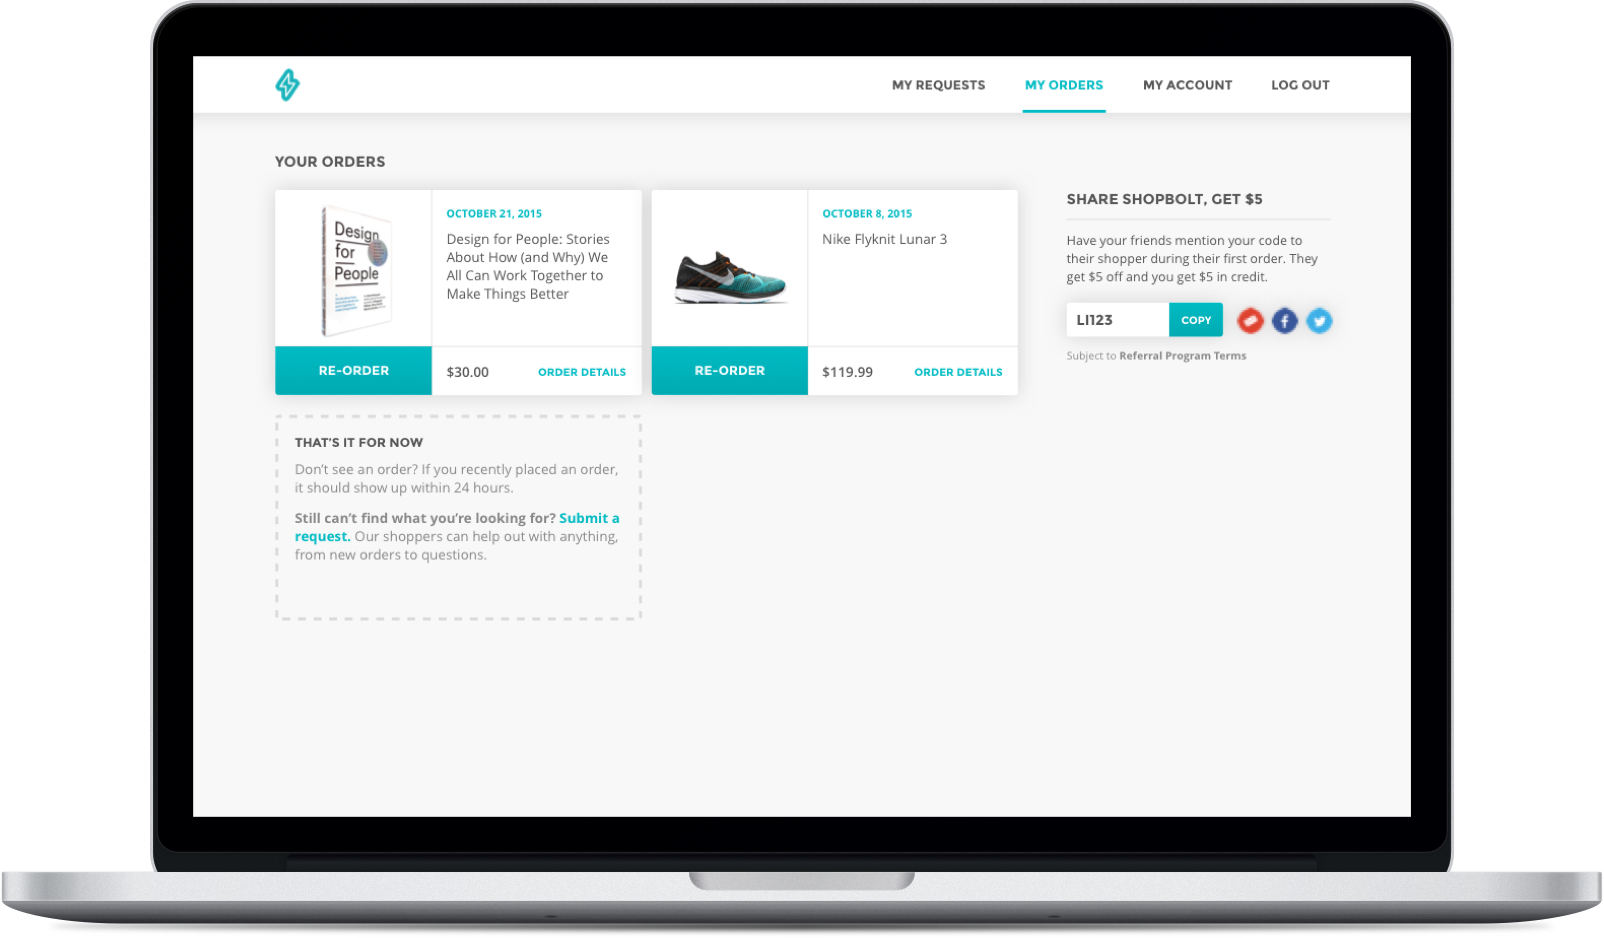 MY REQUESTS
MY ORDERS
MY ACCOUNT
LOG OUT
YOUR ORDERS
Design
for
People
OCTOBER 21, 2015
Design for People: Stories
About How (and Why) We
All Can Work Together to
Make Things Better
RE-ORDER
$30.00
ORDER DETAILS
OCTOBER 8, 2015
Nike Flyknit Lunar 3
RE-ORDER
$119.99
ORDER DETAILS
THAT'S IT FOR NOW
Don't see an order? If you recently placed an order,
it should show up within 24 hours.
Still can't find what you're looking for? Submit a
request. Our shoppers can help out with anything,
from new orders to questions.
SHARE SHOPBOLT, GET $5
Have your friends mention your code to
their shopper during their first order. They
get $5 off and you get $5 in credit.
LI123
COPY
Subject to Referral Program Terms